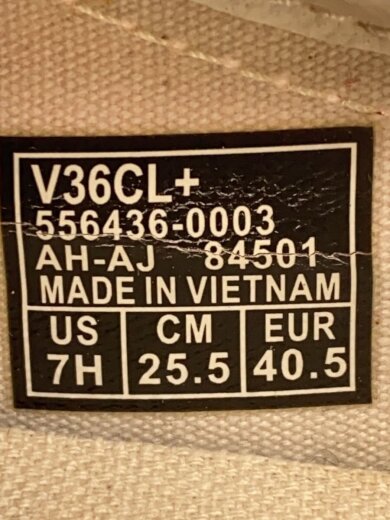 V36CL+
556436-0003
AH-AJ 84501
MADE IN VIETNAM
US CM EUR
7H 25.5 40.5